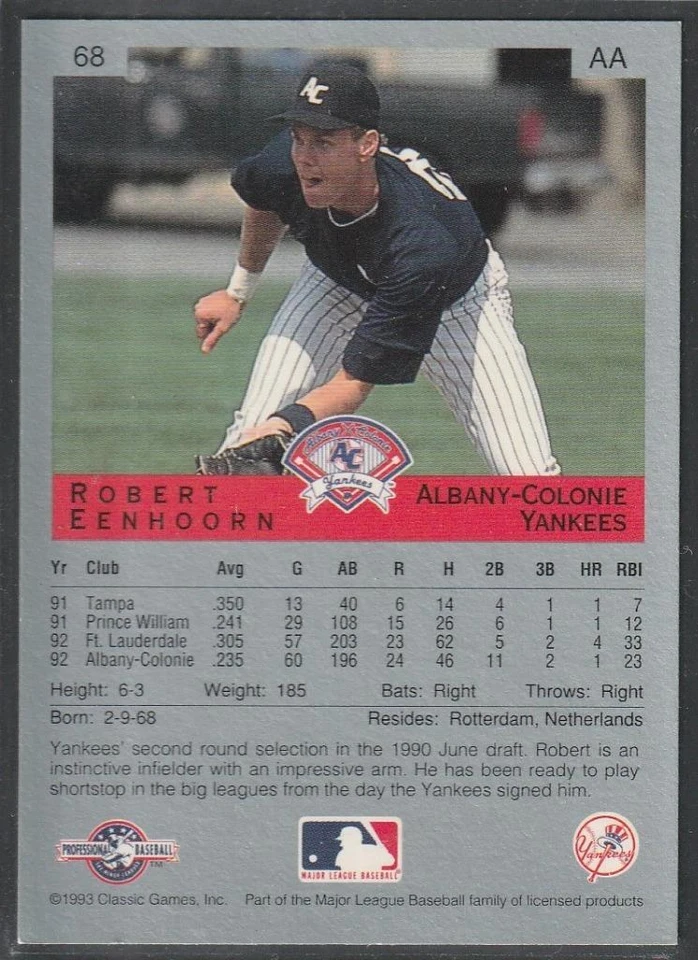 68 AA
AC
Albany Colonie
AC
Yankees
ROBERT EENHOORN
ALBANY-COLONIE YANKEES
Yr Club Avg G AB R H 2B 3B HR RBI
91 Tampa .350 13 40 6 14 4 1 1 7
91 Prince William .241 29 108 15 26 6 1 1 12
92 Ft. Lauderdale .305 57 203 23 62 5 2 4 33
92 Albany-Colonie .235 60 196 24 46 11 2 1 23
Height: 6-3 Weight: 185 Bats: Right Throws: Right
Born: 2-9-68 Resides: Rotterdam, Netherlands
Yankees' second round selection in the 1990 June draft. Robert is an
instinctive infielder with an impressive arm. He has been ready to play
shortstop in the big leagues from the day the Yankees signed him.
PROFESSIONAL BASEBALL
TM
MAJOR LEAGUE BASEBALL
Yankees
©1993 Classic Games, Inc. Part of the Major League Baseball family of licensed products